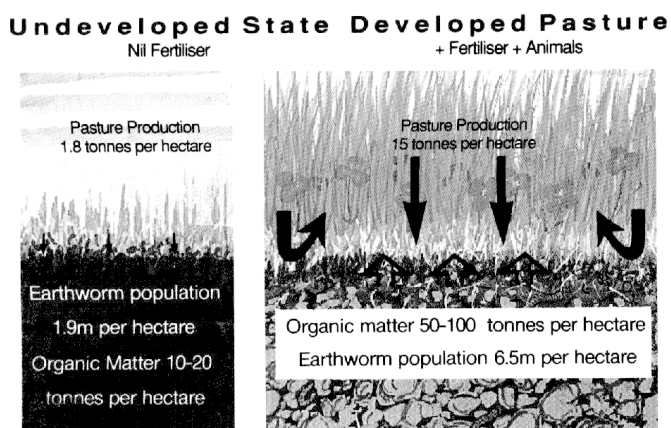 Undeveloped State
Nil Fertiliser
Pasture Production
1.8 tonnes per hectare
Earthworm population
1.9m per hectare
Organic Matter 10-20
tonnes per hectare
Developed Pasture
+ Fertiliser + Animals
Pasture Production
15 tonnes per hectare
Organic matter 50-100 tonnes per hectare
Earthworm population 6.5m per hectare